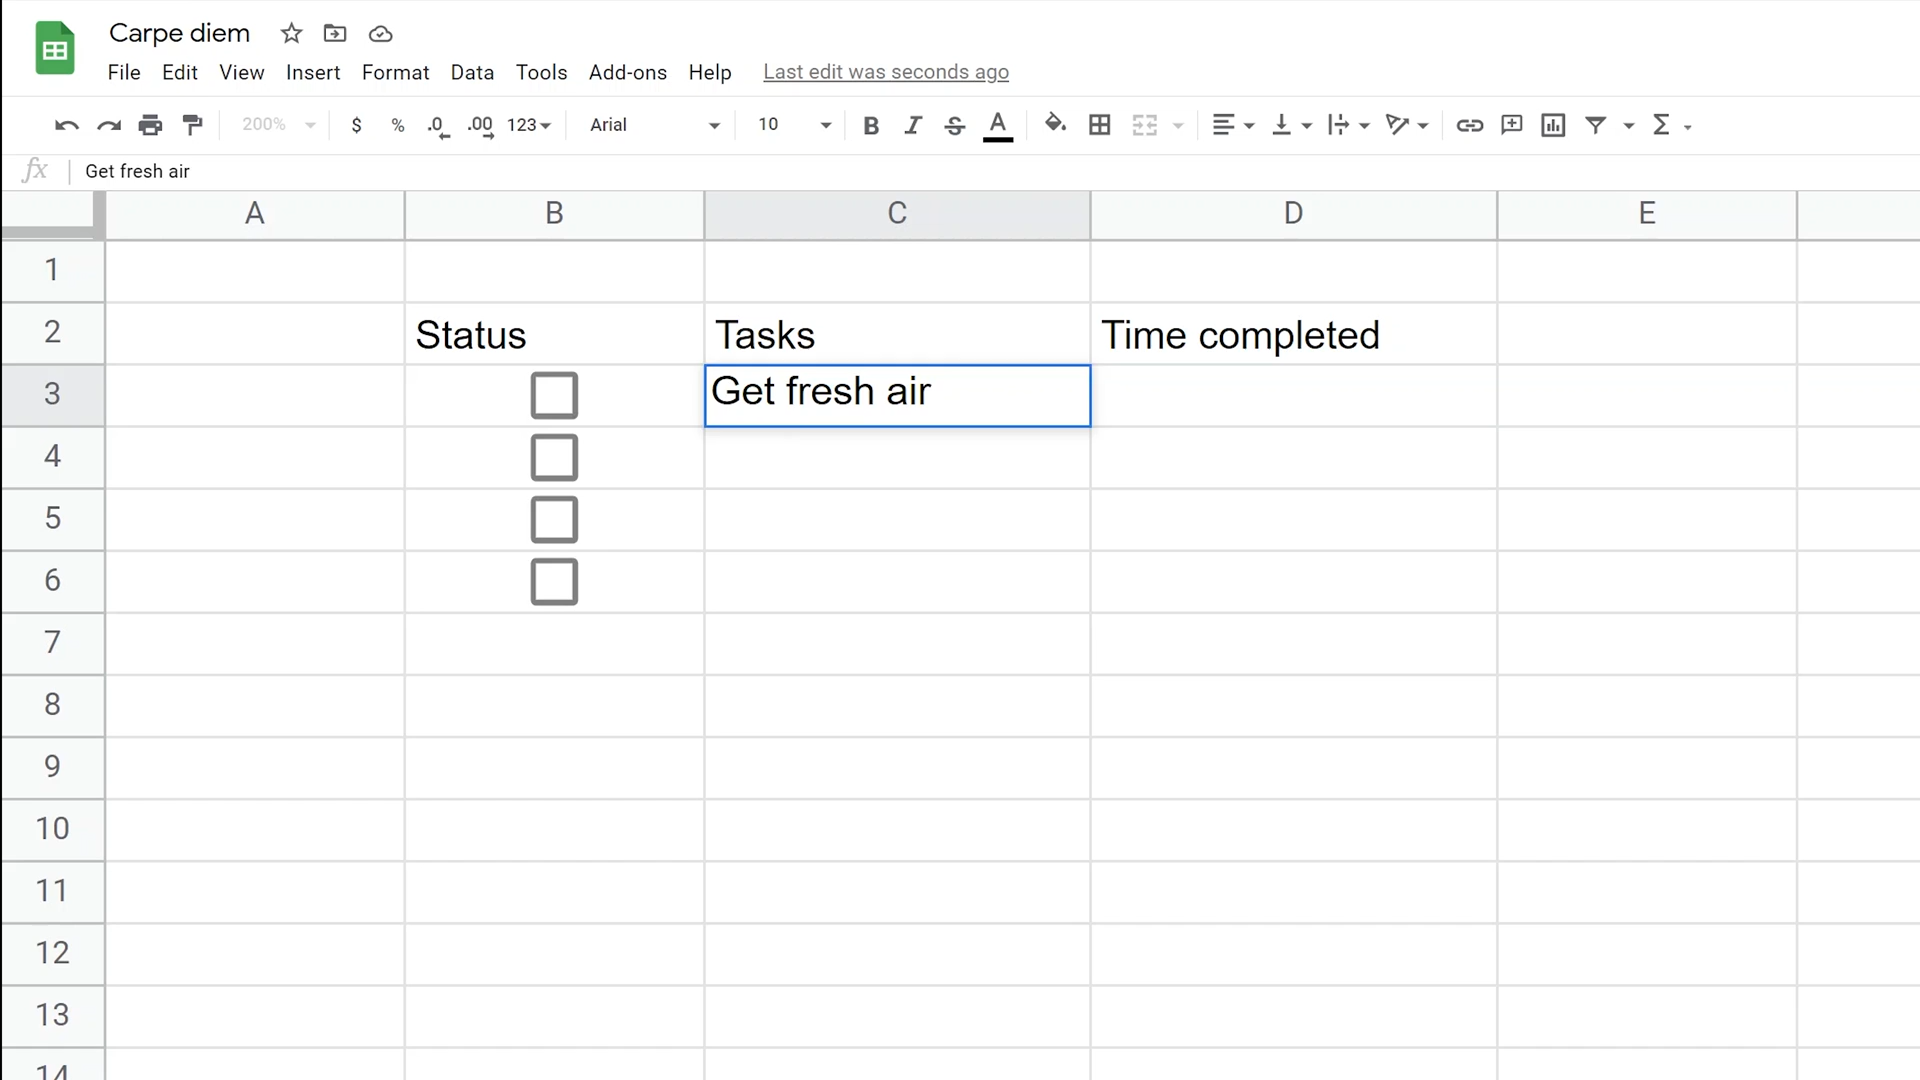 Carpe diem
File Edit View Insert Format Data Tools Add-ons Help Last edit was seconds ago
200% $ % .0 .00 123 Arial 10 B I S A Σ
fx Get fresh air
A B C D E
1
2 Status Tasks Time completed
3 Get fresh air
4
5
6
7
8
9
10
11
12
13
14